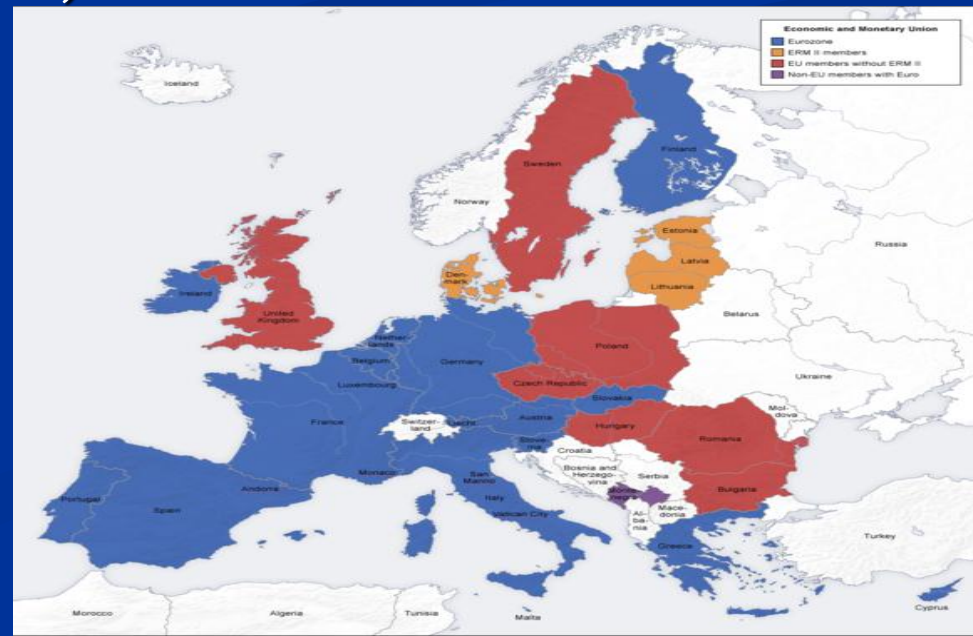 Economic and Monetary Union
Eurozone
ERM II members
EU members without ERM II
Non-EU members with Euro
Iceland
Finland
Sweden
Norway
Russia
Estonia
Latvia
Den-
mark
Lithuania
Ireland
United
Kingdom
Belarus
Nether-
lands
Poland
Belgium
Germany
Luxembourg
Czech Republic
Ukraine
Slovakia
Mol-
dova
France
Switzer-
land
Liecht.
Austria
Hungary
Slove-
nia
Romania
Croatia
Bosnia and
Herzego-
vina
Serbia
Monaco
San
Marino
Andorra
Italy
Monte-
negro
Bulgaria
Portugal
Spain
Vatican City
Al-
ba-
nia
Mace-
donia
Greece
Turkey
Morocco
Algeria
Tunisia
Malta
Cyprus